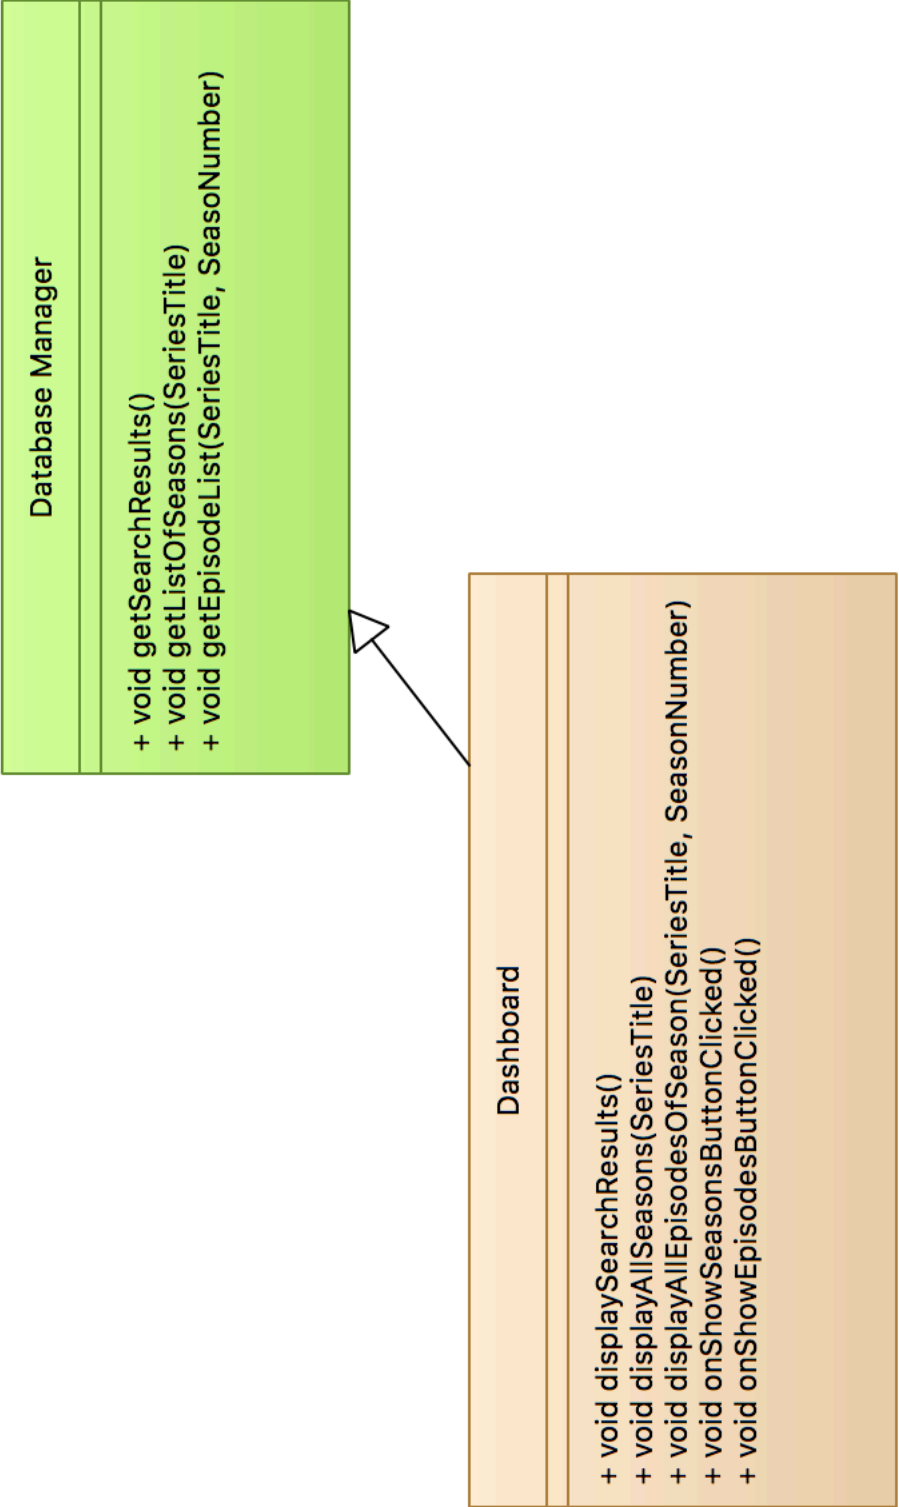 Database Manager
+ void getSearchResults()
+ void getListOfSeasons(SeriesTitle)
+ void getEpisodeList(SeriesTitle, SeasoNumber)
Dashboard
+ void displaySearchResults()
+ void displayAllSeasons(SeriesTitle)
+ void displayAllEpisodesOfSeason(SeriesTitle, SeasonNumber)
+ void onShowSeasonsButtonClicked()
+ void onShowEpisodesButtonClicked()